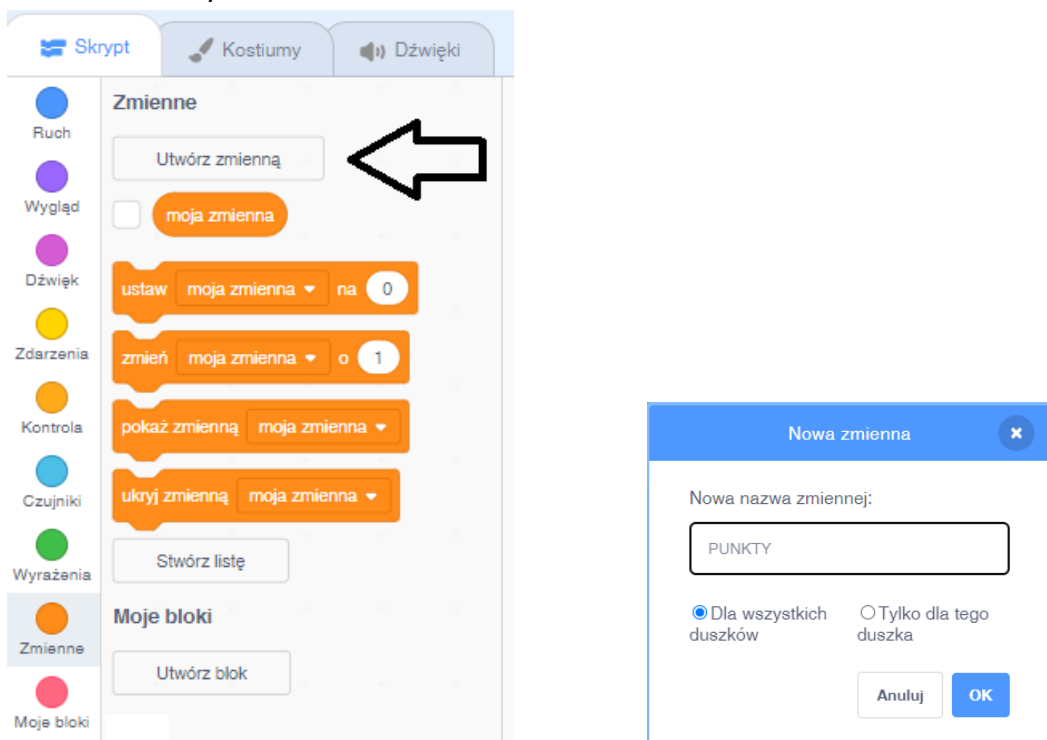 Skrypt Kostiumy Dźwięki
Ruch
Wygląd
Dźwięk
Zdarzenia
Kontrola
Czujniki
Wyrażenia
Zmienne
Moje bloki
Zmienne
Utwórz zmienną
moja zmienna
ustaw moja zmienna na 0
zmień moja zmienna o 1
pokaż zmienną moja zmienna
ukryj zmienną moja zmienna
Stwórz listę
Moje bloki
Utwórz blok
Nowa zmienna
Nowa nazwa zmiennej:
PUNKTY
Dla wszystkich
duszków
Tylko dla tego
duszka
Anuluj OK